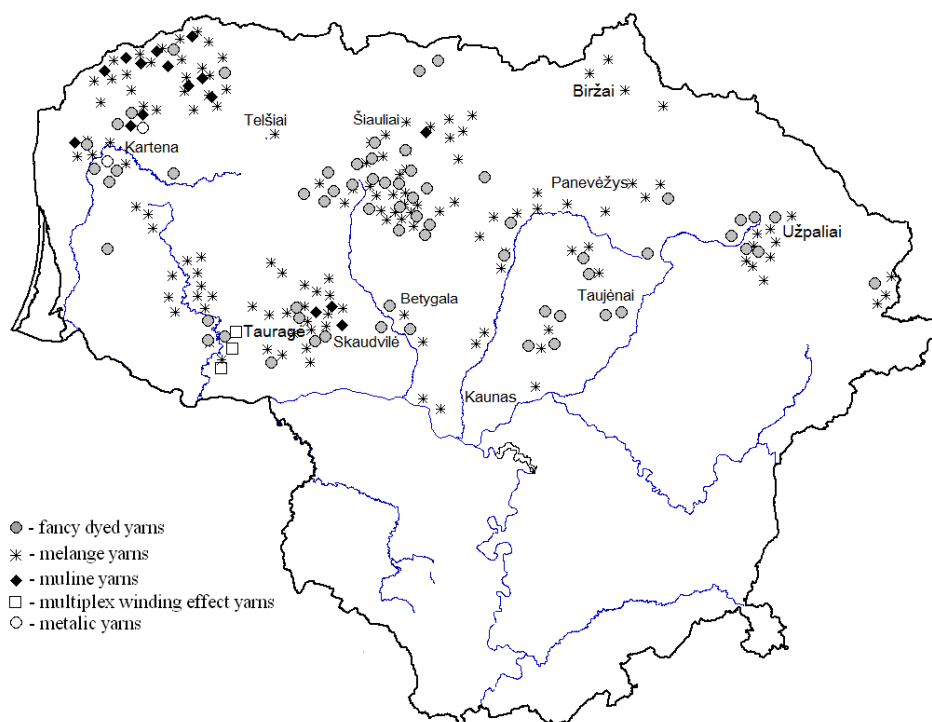 Biržai
Telšiai
Šiauliai
Kartena
Panevėžys
Užpaliai
Betygala
Taujėnai
Tauragė
Skaudvilė
Kaunas
- fancy dyed yarns
- melange yarns
- muline yarns
- multiplex winding effect yarns
- metalic yarns